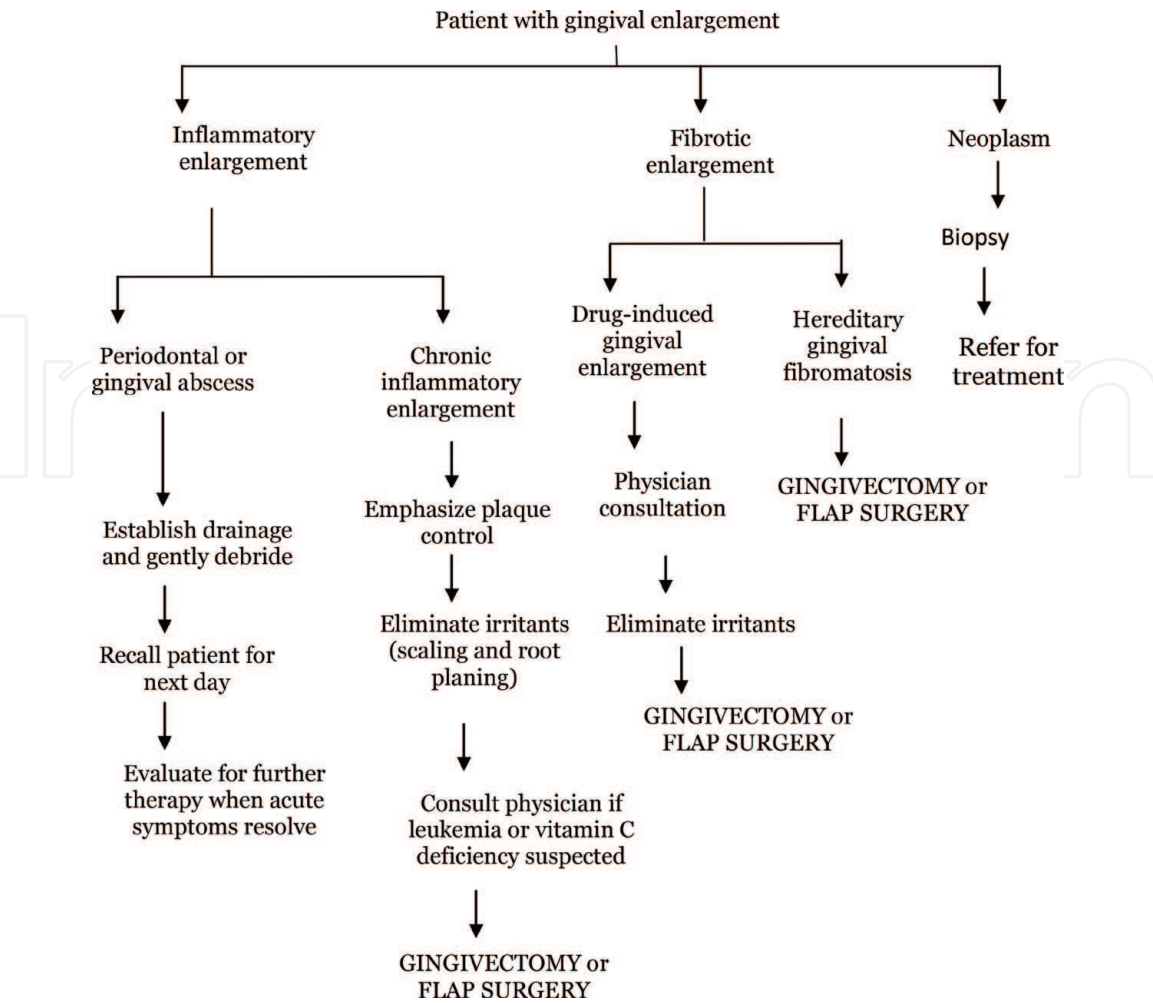 Patient with gingival enlargement
Inflammatory
enlargement
Fibrotic
enlargement
Neoplasm
Biopsy
Refer for
treatment
Periodontal or
gingival abscess
Establish drainage
and gently debride
Recall patient for
next day
Evaluate for further
therapy when acute
symptoms resolve
Chronic
inflammatory
enlargement
Emphasize plaque
control
Eliminate irritants
(scaling and root
planing)
Consult physician if
leukemia or vitamin C
deficiency suspected
GINGIVECTOMY or
FLAP SURGERY
Drug-induced
gingival
enlargement
Physician
consultation
Eliminate irritants
GINGIVECTOMY or
FLAP SURGERY
Hereditary
gingival
fibromatosis
GINGIVECTOMY or
FLAP SURGERY